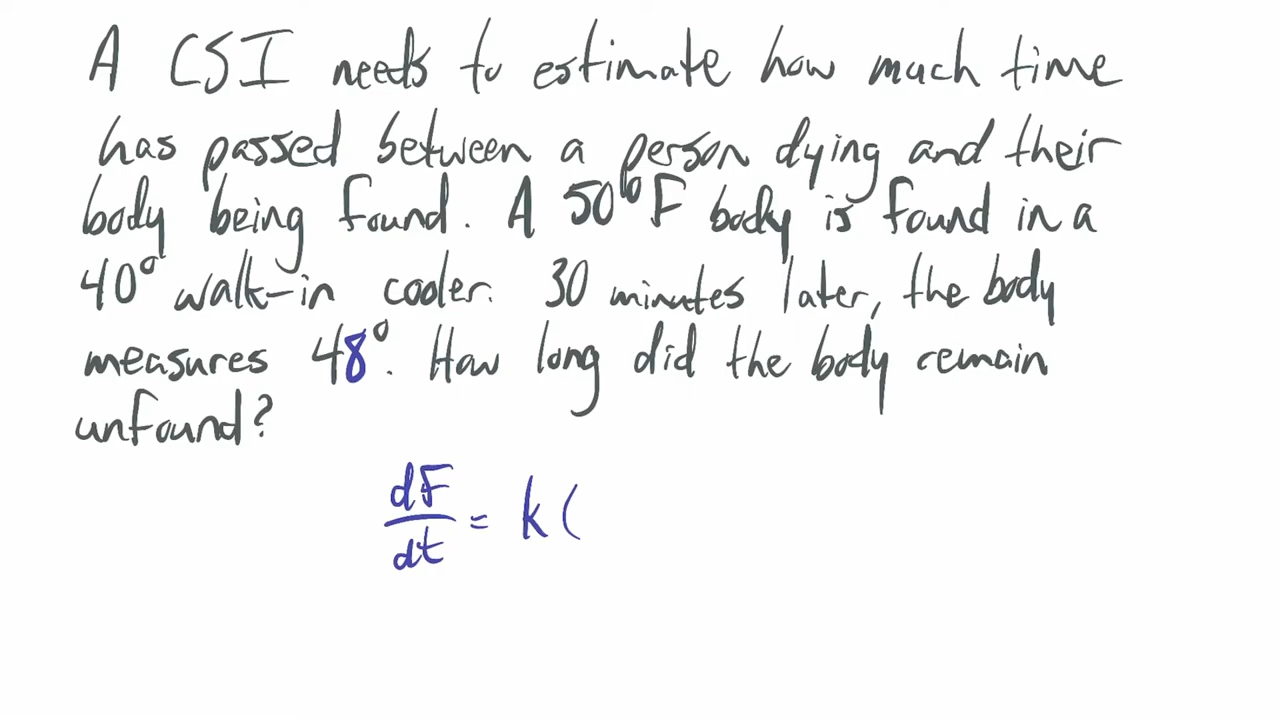 A CSI needs to estimate how much time
has passed between a person dying and their
body being found. A 50°F body is found in a
40° walk-in cooler. 30 minutes later, the body
measures 48°. How long did the body remain
unfound?
dF/dt = k (